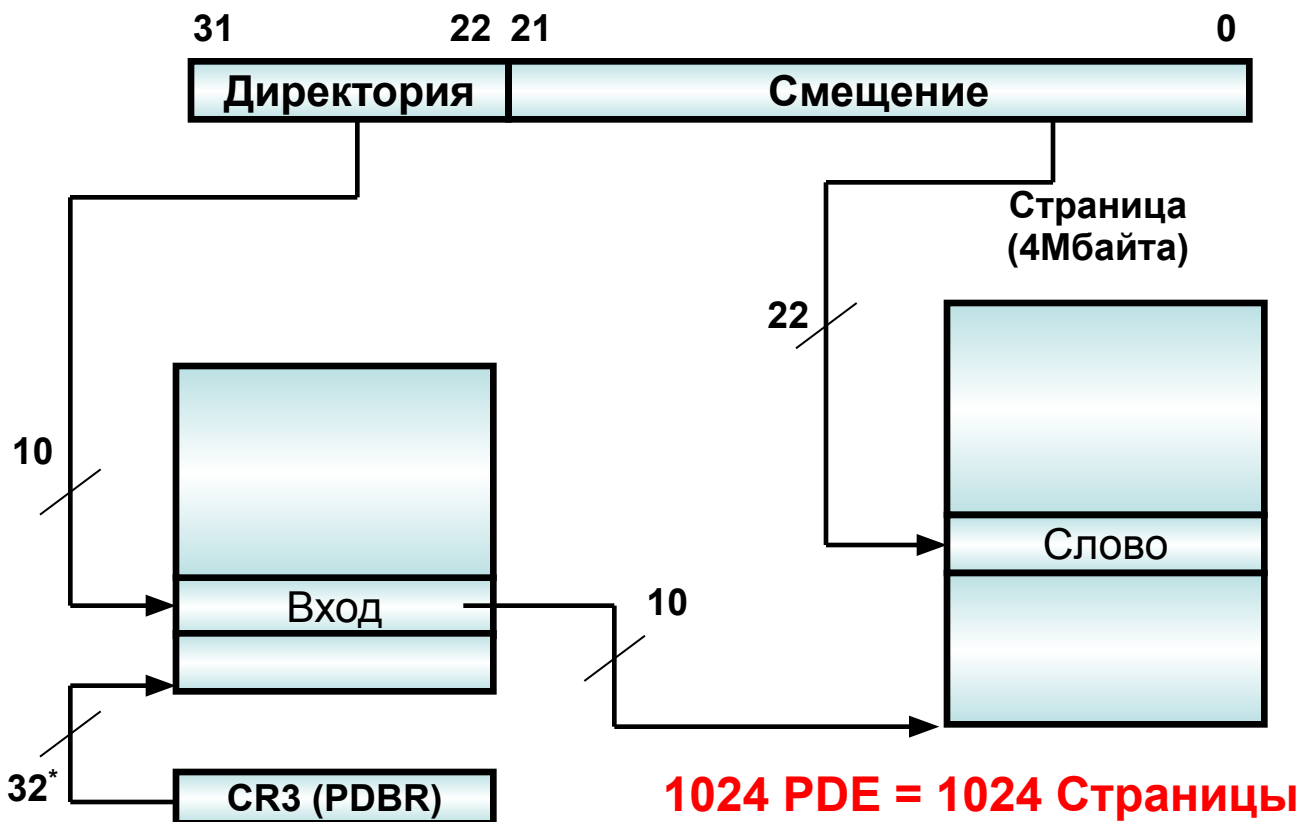 31 22 21 0
Директория Смещение
Страница
(4Мбайта)
22
10
Слово
Вход
10
32*
CR3 (PDBR)
1024 PDE = 1024 Страницы